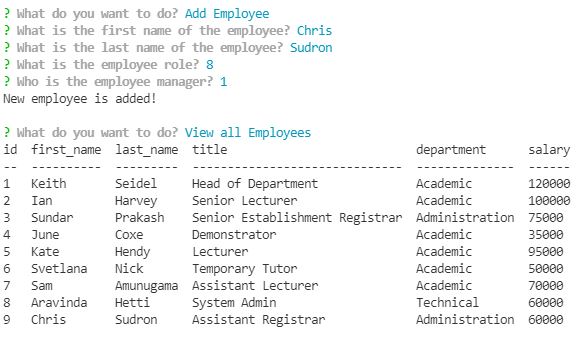 ? What do you want to do? Add Employee
? What is the first name of the employee? Chris
? What is the last name of the employee? Sudron
? What is the employee role? 8
? Who is the employee manager? 1
New employee is added!
? What do you want to do? View all Employees
id  first_name  last_name  title                         department      salary
--  ----------  ---------  ----------------------------  --------------  ------
1   Keith       Seidel     Head of Department            Academic        120000
2   Ian         Harvey     Senior Lecturer               Academic        100000
3   Sundar      Prakash    Senior Establishment Registrar  Administration  75000
4   June        Coxe       Demonstrator                  Academic        35000
5   Kate        Hendy      Lecturer                      Academic        95000
6   Svetlana    Nick       Temporary Tutor               Academic        50000
7   Sam         Amunugama  Assistant Lecturer            Academic        70000
8   Aravinda    Hetti      System Admin                  Technical       60000
9   Chris       Sudron     Assistant Registrar           Administration  60000